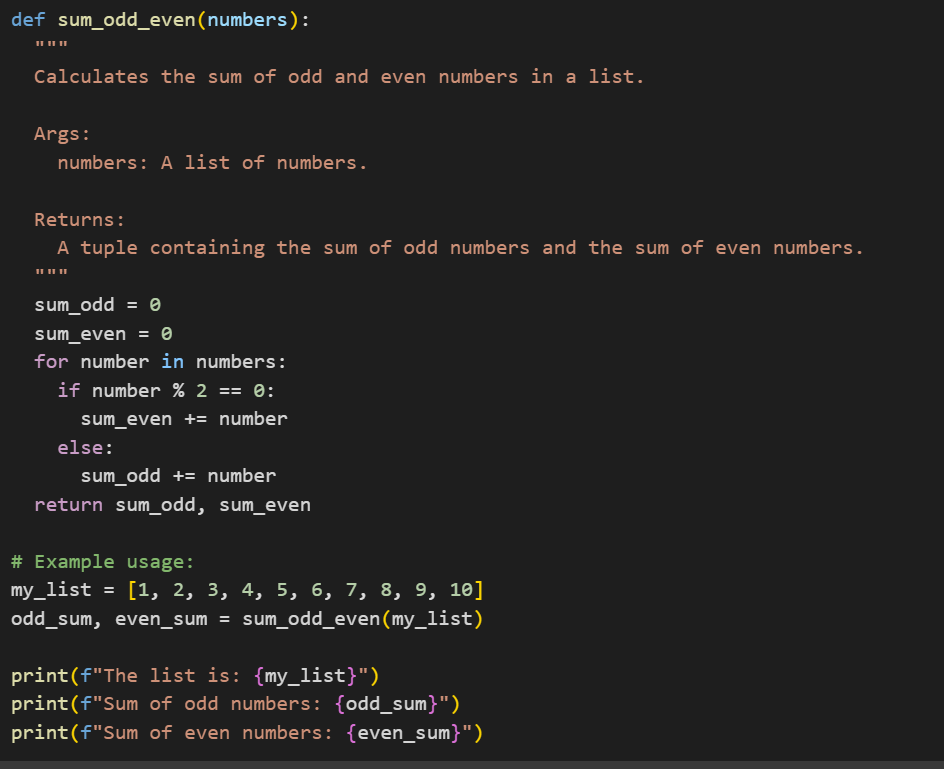 def sum_odd_even(numbers):
  """
  Calculates the sum of odd and even numbers in a list.

  Args:
    numbers: A list of numbers.

  Returns:
    A tuple containing the sum of odd numbers and the sum of even numbers.
  """
  sum_odd = 0
  sum_even = 0
  for number in numbers:
    if number % 2 == 0:
      sum_even += number
    else:
      sum_odd += number
  return sum_odd, sum_even

# Example usage:
my_list = [1, 2, 3, 4, 5, 6, 7, 8, 9, 10]
odd_sum, even_sum = sum_odd_even(my_list)

print(f"The list is: {my_list}")
print(f"Sum of odd numbers: {odd_sum}")
print(f"Sum of even numbers: {even_sum}")